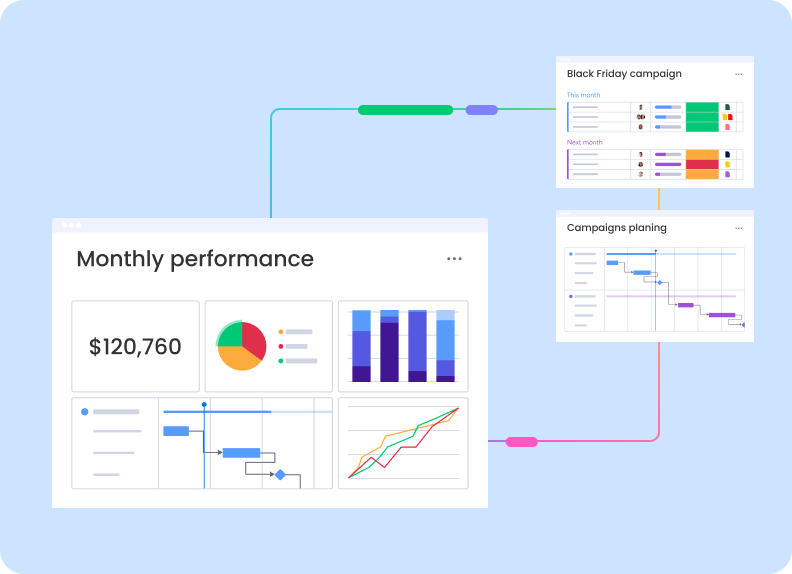 Black Friday campaign
This month
Next month
Campaigns planing
Monthly performance
$120,760